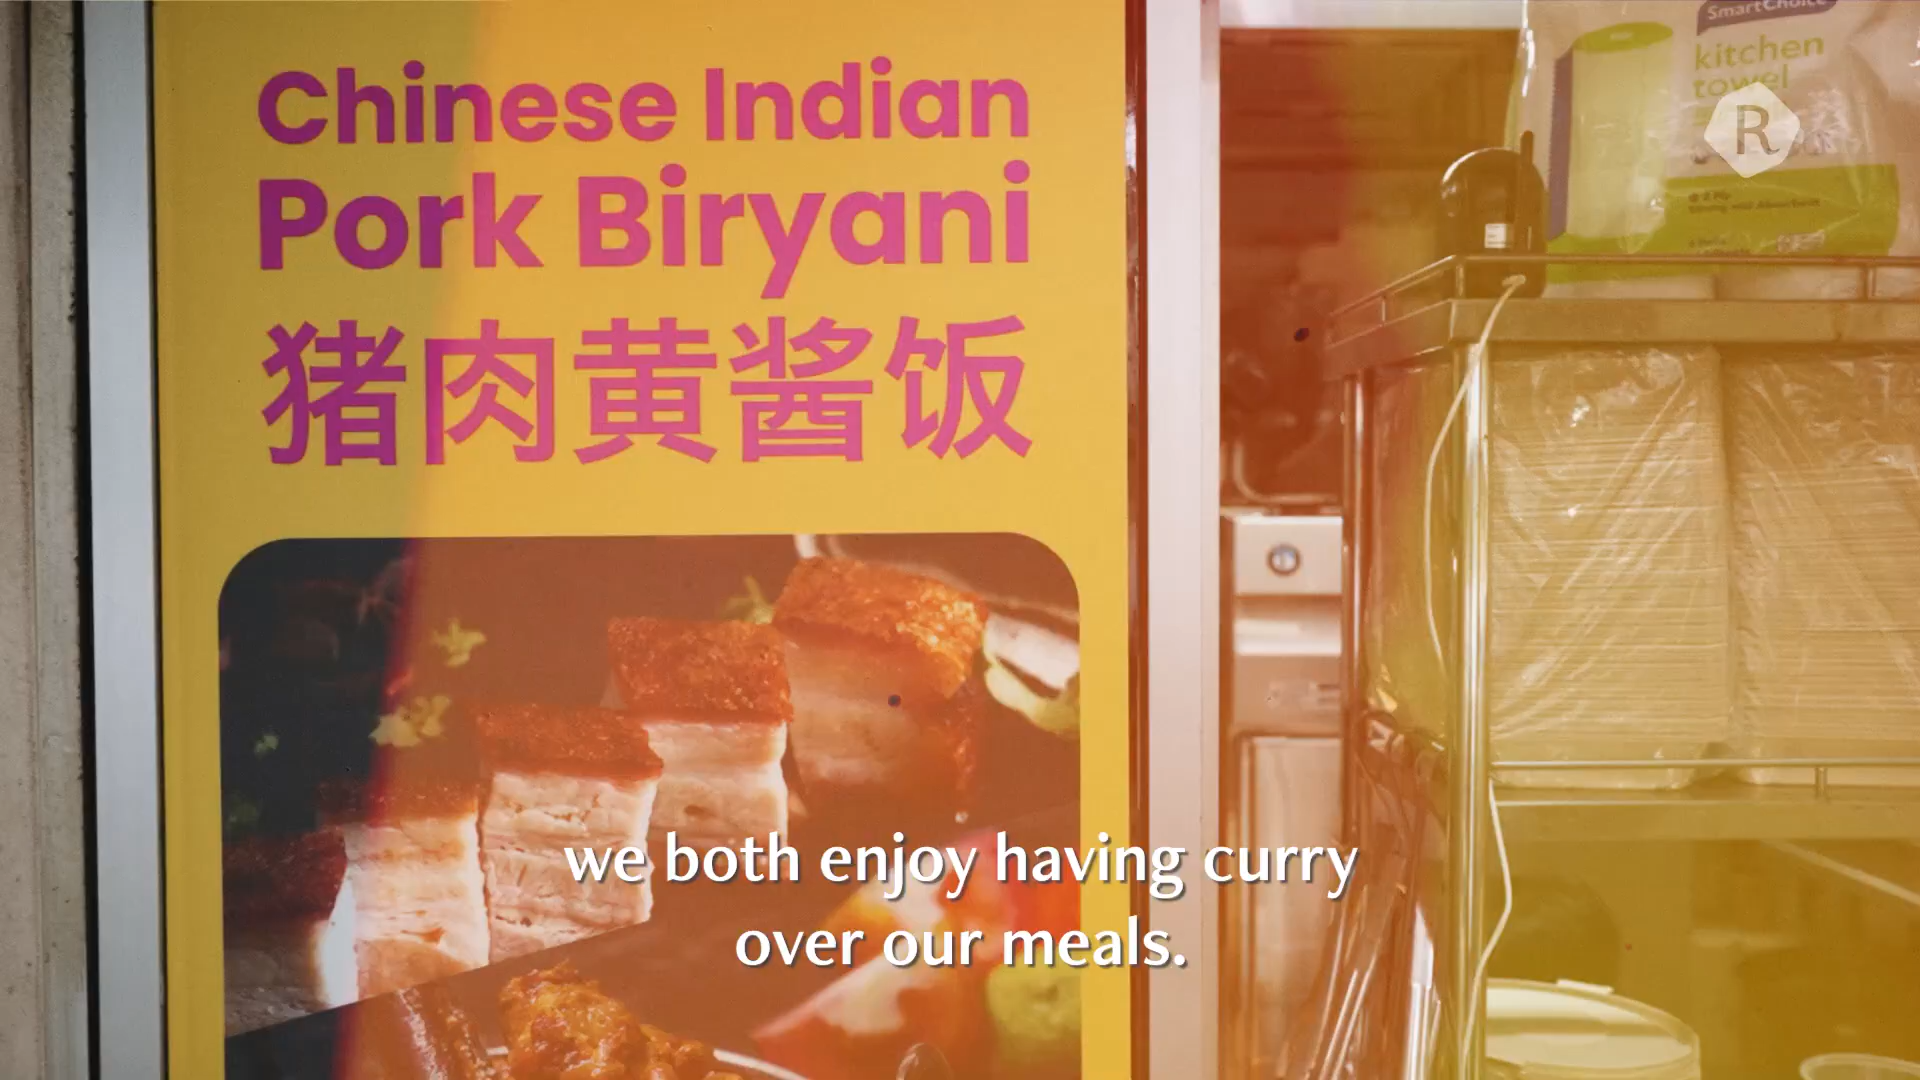 Chinese Indian
Pork Biryani
猪肉黄酱饭
SmartChoice
kitchen
towel
R
we both enjoy having curry
over our meals.